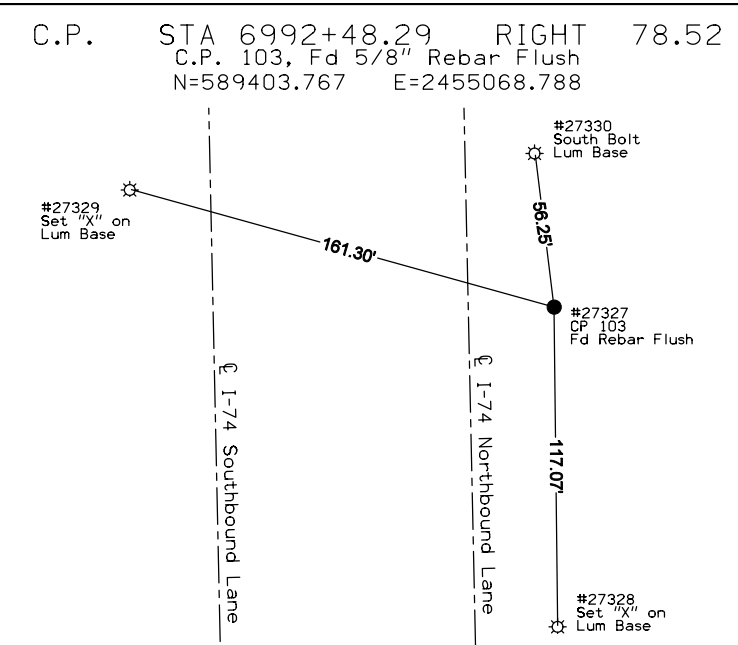 C.P. STA 6992+48.29 RIGHT 78.52
C.P. 103, Fd 5/8" Rebar Flush
N=589403.767 E=2455068.788
#27330
South Bolt
Lum Base
#27329
Set "X" on
Lum Base
56.25'
161.30'
#27327
CP 103
Fd Rebar Flush
℄ I-74 Southbound Lane
℄ I-74 Northbound Lane
117.07'
#27328
Set "X" on
Lum Base